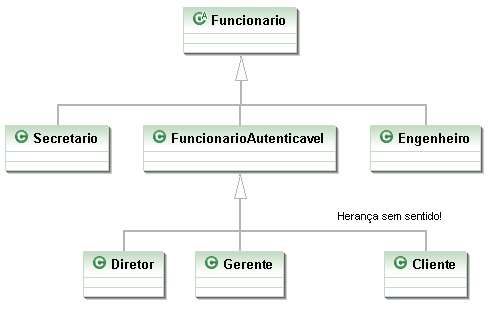 Funcionario
Secretario
FuncionarioAutenticavel
Engenheiro
Herança sem sentido!
Diretor
Gerente
Cliente